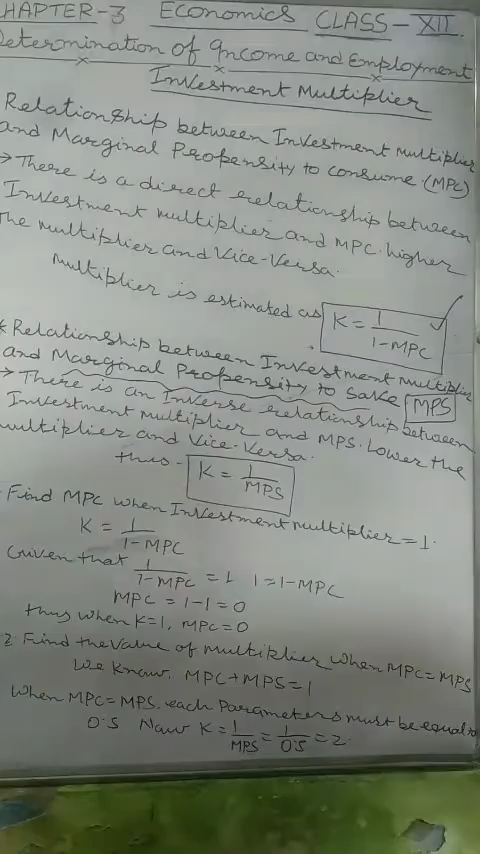 HAPTER-3 Economics CLASS-XII.
Determination of Income and Employment
Investment Multiplier
Relationship between Investment Multiplier
and Marginal Propensity to consume.(MPC)
→ There is a direct relationship between
Investment multiplier and MPC. higher
the multiplier and Vice-Versa.
Multiplier is estimated as K = 1/1-MPC ✓
* Relationship between Investment Multiplier
and Marginal Propensity to Save MPS
→ There is an Inverse relationship between
Investment multiplier and MPS. Lower the
multiplier and Vice-Versa.
thus - K = 1/MPS
Find MPC when Investment multiplier = 1.
K = 1/1-MPC
Given that 1/1-MPC = 1 1 = 1-MPC
MPC = 1-1 = 0
thus when K=1, MPC=0
2. Find the value of Multiplier when MPC=MPS
We know. MPC+MPS=1
When MPC=MPS. each Parameters must be equal to
0.5 Now K = 1/MPS = 1/0.5 = 2.